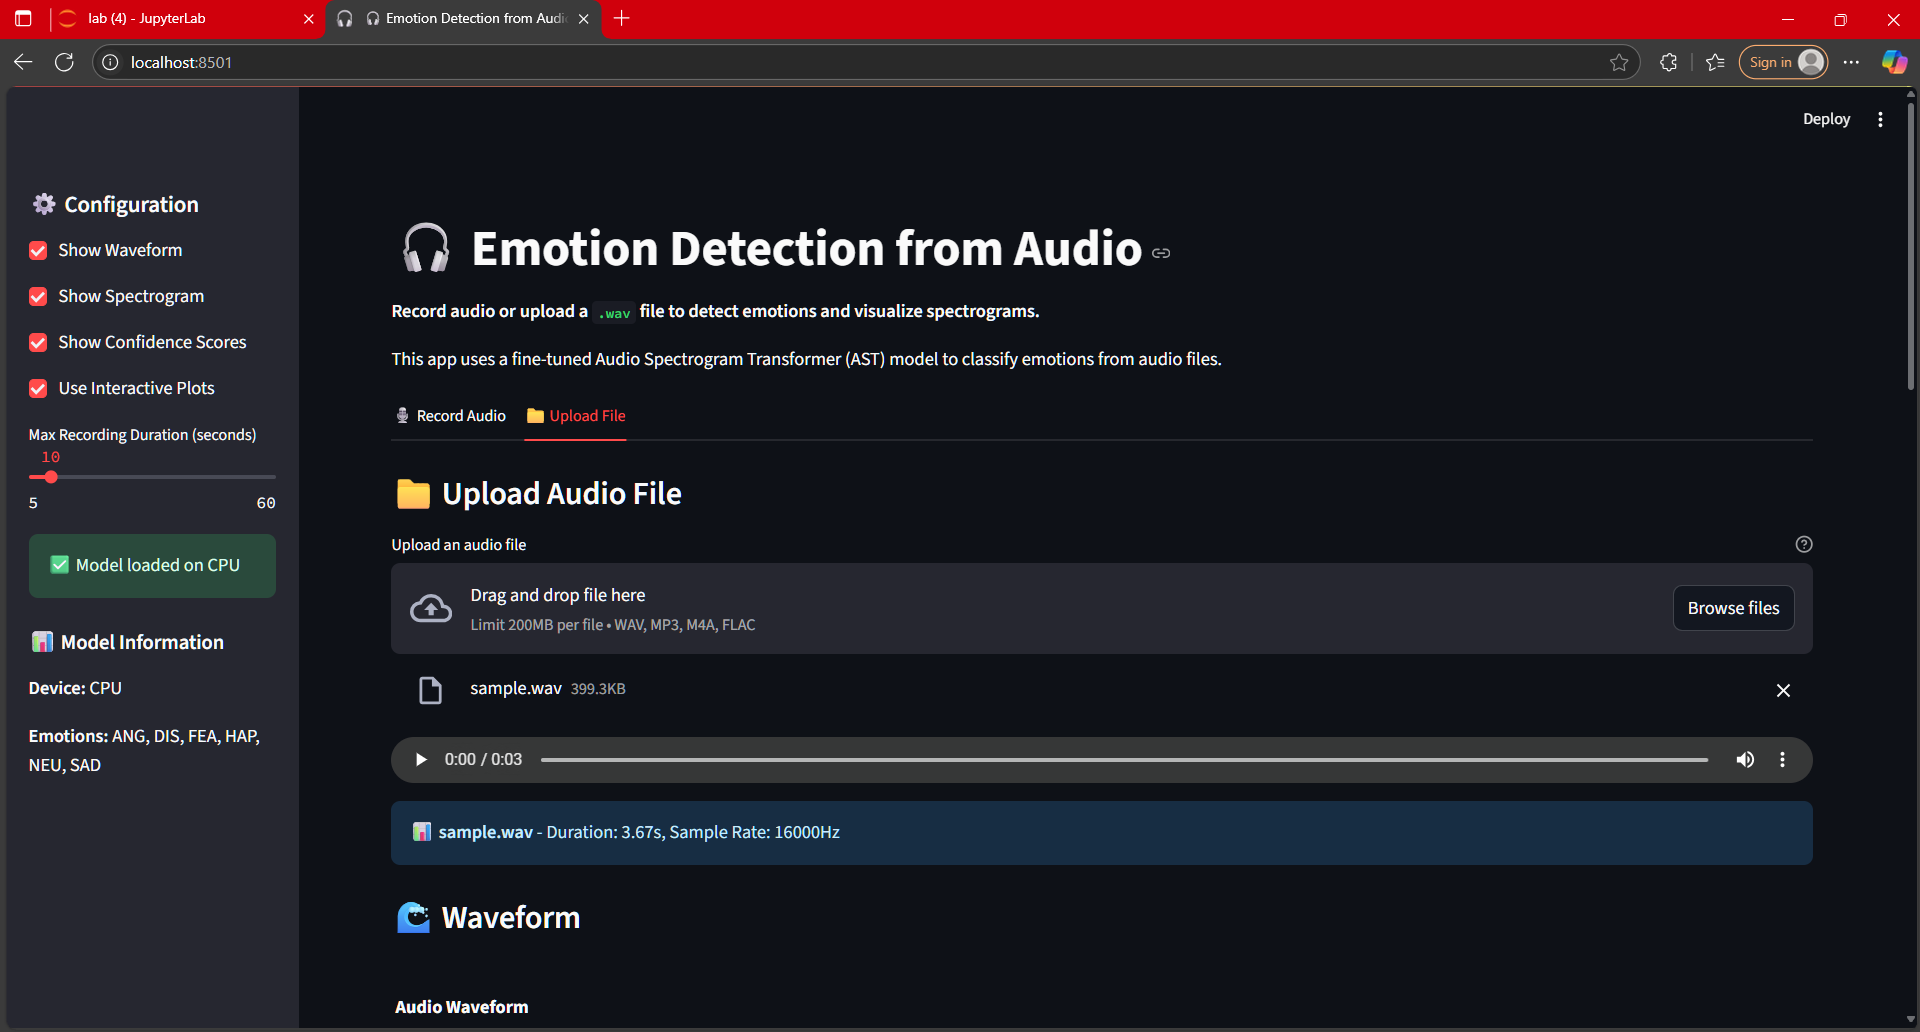 lab (4) - JupyterLab
Emotion Detection from Audi
localhost:8501
Sign in
Deploy
Configuration
Show Waveform
Show Spectrogram
Show Confidence Scores
Use Interactive Plots
Max Recording Duration (seconds)
10
5 60
Model loaded on CPU
Model Information
Device: CPU
Emotions: ANG, DIS, FEA, HAP,
NEU, SAD
Emotion Detection from Audio
Record audio or upload a .wav file to detect emotions and visualize spectrograms.
This app uses a fine-tuned Audio Spectrogram Transformer (AST) model to classify emotions from audio files.
Record Audio Upload File
Upload Audio File
Upload an audio file
Drag and drop file here
Limit 200MB per file • WAV, MP3, M4A, FLAC
Browse files
sample.wav 399.3KB
0:00 / 0:03
sample.wav - Duration: 3.67s, Sample Rate: 16000Hz
Waveform
Audio Waveform